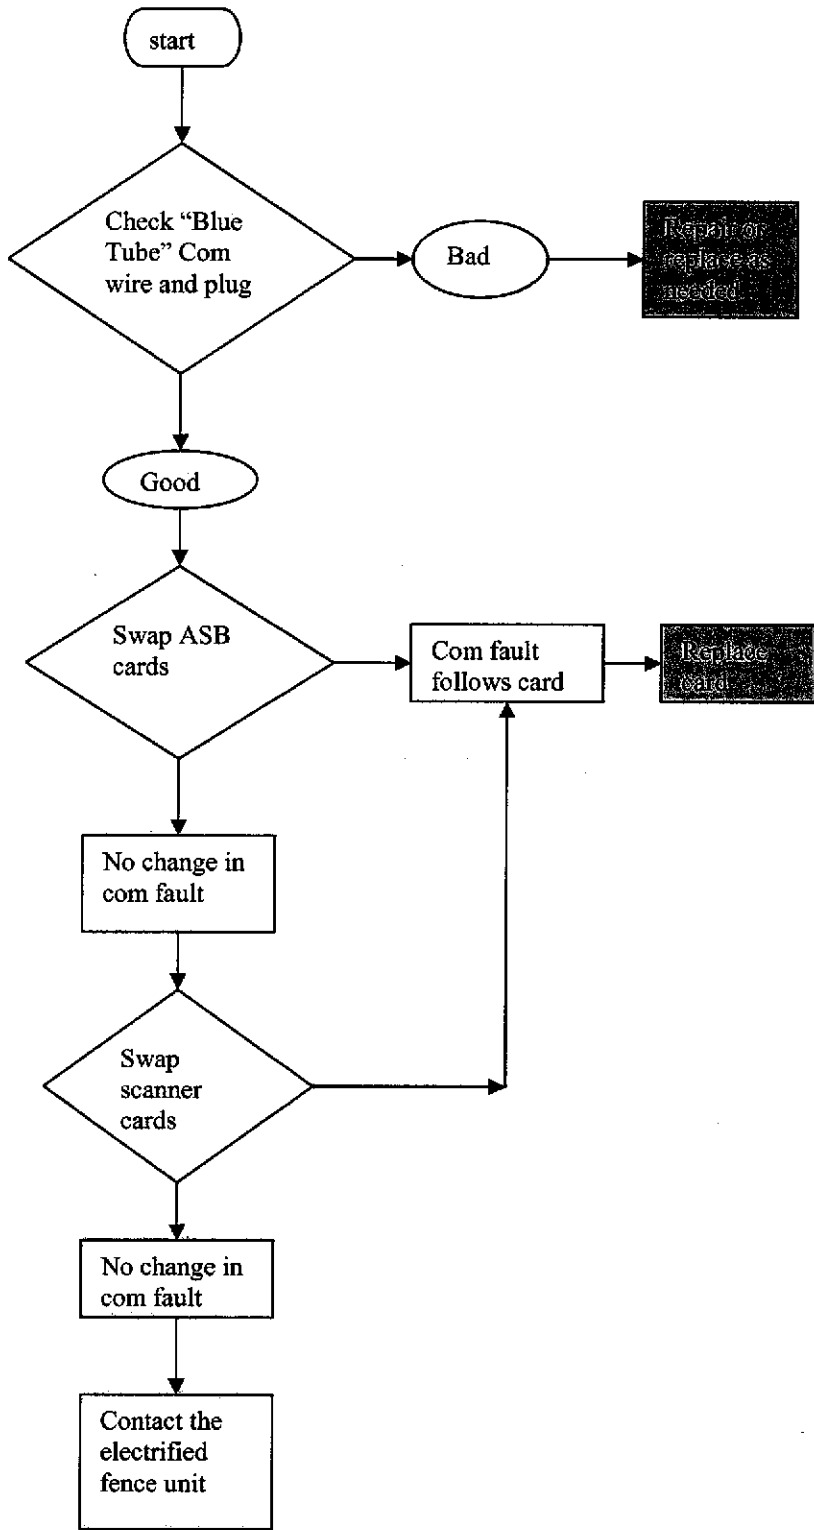 start
Check “Blue
Tube” Com
wire and plug
Bad
Repair or
replace as
needed
Good
Swap ASB
cards
Com fault
follows card
Replace
card
No change in
com fault
Swap
scanner
cards
No change in
com fault
Contact the
electrified
fence unit